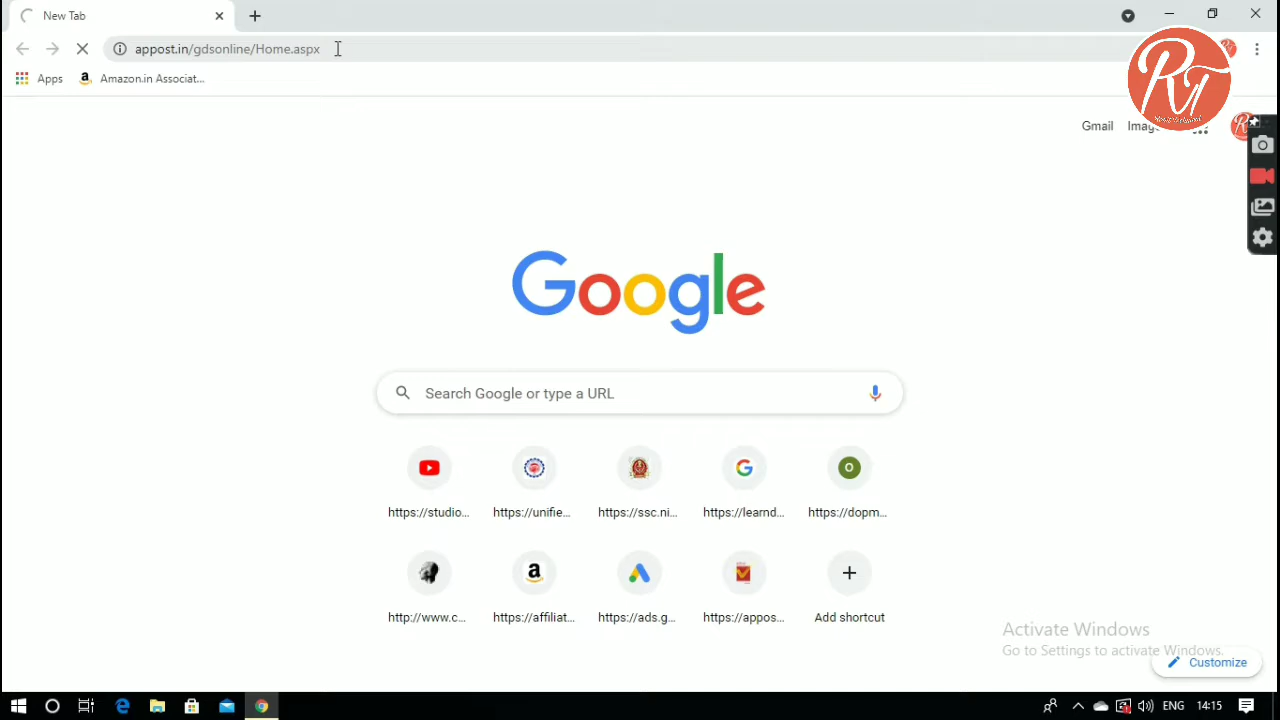 New Tab
appost.in/gdsonline/Home.aspx
Apps
Amazon.in Associat...
RT
Gmail
Google
Search Google or type a URL
https://studio...
https://unifie...
https://ssc.ni...
https://learnd...
https://dopm...
O
http://www.c...
https://affiliat...
https://ads.g...
https://appos...
Add shortcut
Activate Windows
Go to Settings to activate Windows.
Customize
ENG
14:15